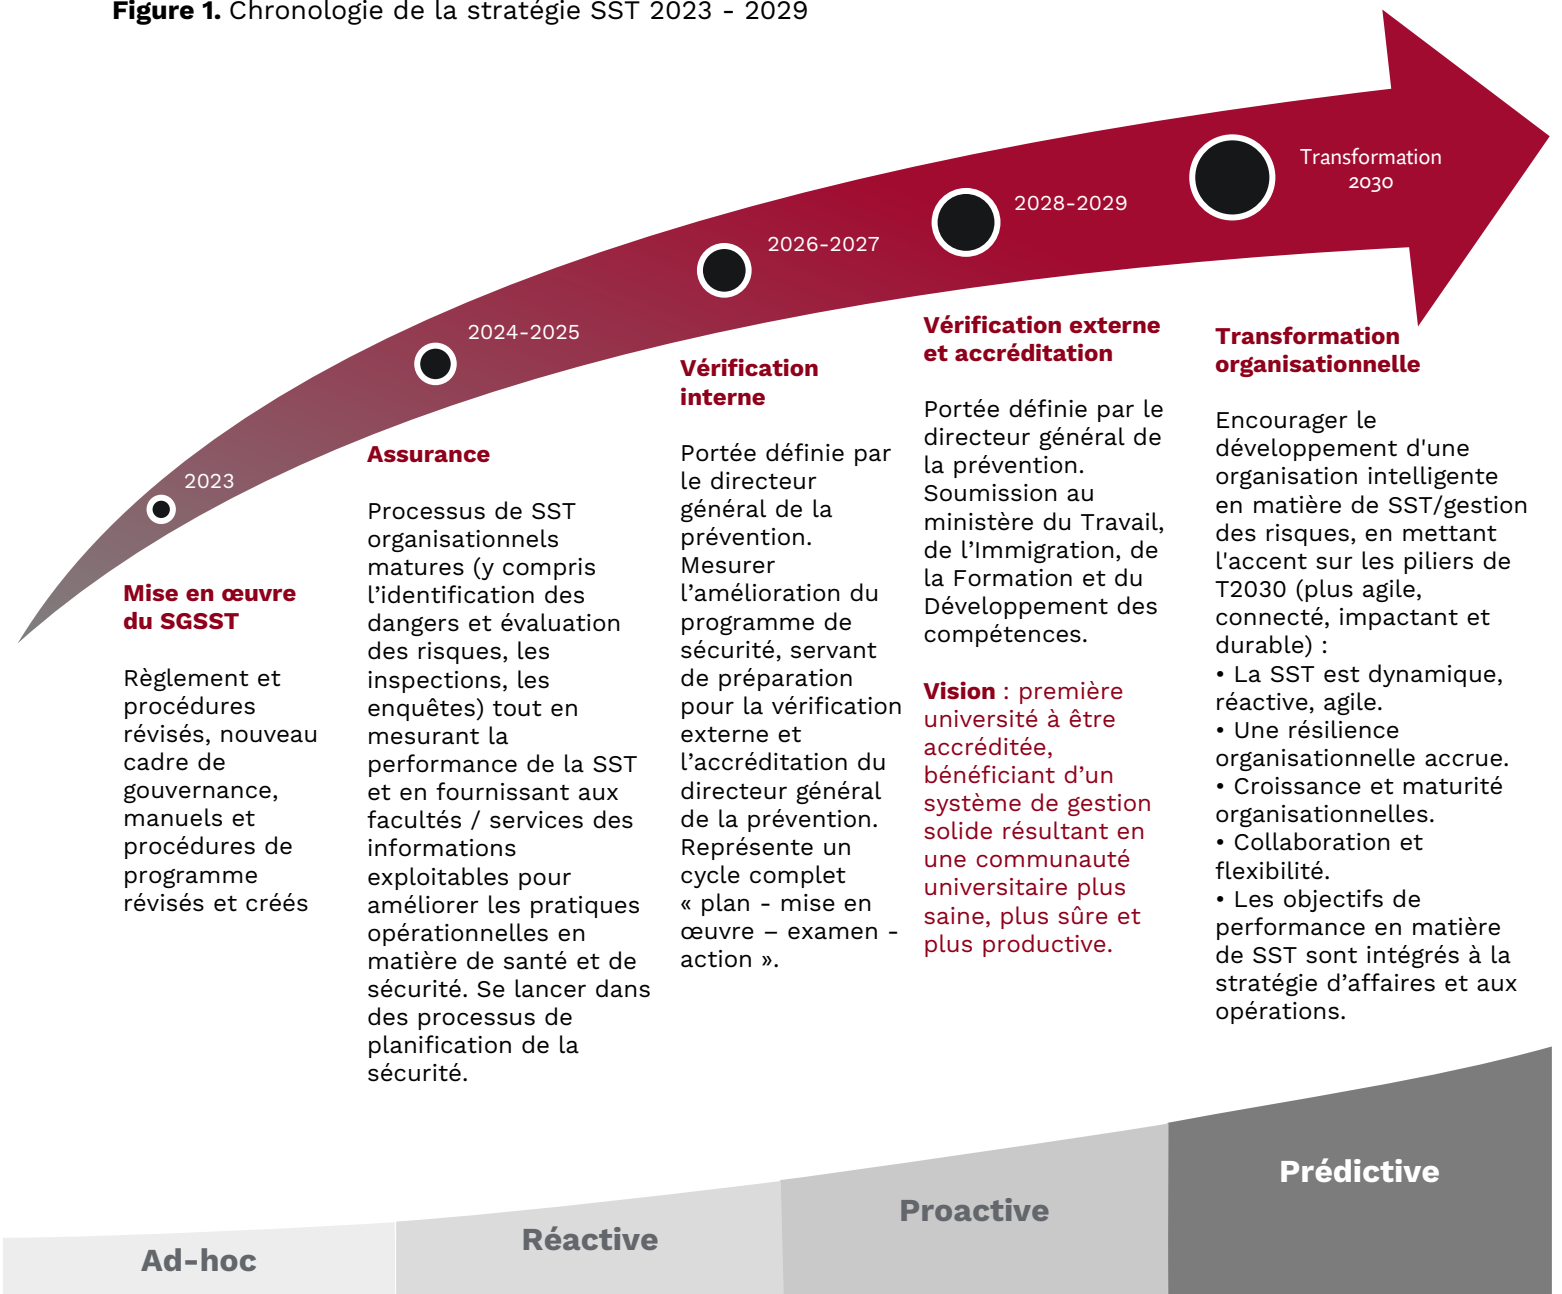 Figure 1. Chronologie de la stratégie SST 2023 - 2029
2023
Mise en œuvre
du SGSST
Règlement et
procédures
révisés, nouveau
cadre de
gouvernance,
manuels et
procédures de
programme
révisés et créés
2024-2025
Assurance
Processus de SST
organisationnels
matures (y compris
l’identification des
dangers et évaluation
des risques, les
inspections, les
enquêtes) tout en
mesurant la
performance de la SST
et en fournissant aux
facultés / services des
informations
exploitables pour
améliorer les pratiques
opérationnelles en
matière de santé et de
sécurité. Se lancer dans
des processus de
planification de la
sécurité.
2026-2027
Vérification
interne
Portée définie par
le directeur
général de la
prévention.
Mesurer
l’amélioration du
programme de
sécurité, servant
de préparation
pour la vérification
externe et
l’accréditation du
directeur général
de la prévention.
Représente un
cycle complet
« plan - mise en
œuvre – examen -
action ».
2028-2029
Vérification externe
et accréditation
Portée définie par le
directeur général de
la prévention.
Soumission au
ministère du Travail,
de l’Immigration, de
la Formation et du
Développement des
compétences.
Vision : première
université à être
accréditée,
bénéficiant d’un
système de gestion
solide résultant en
une communauté
universitaire plus
saine, plus sûre et
plus productive.
Transformation
2030
Transformation
organisationnelle
Encourager le
développement d'une
organisation intelligente
en matière de SST/gestion
des risques, en mettant
l'accent sur les piliers de
T2030 (plus agile,
connecté, impactant et
durable) :
• La SST est dynamique,
réactive, agile.
• Une résilience
organisationnelle accrue.
• Croissance et maturité
organisationnelles.
• Collaboration et
flexibilité.
• Les objectifs de
performance en matière
de SST sont intégrés à la
stratégie d’affaires et aux
opérations.
Ad-hoc
Réactive
Proactive
Prédictive